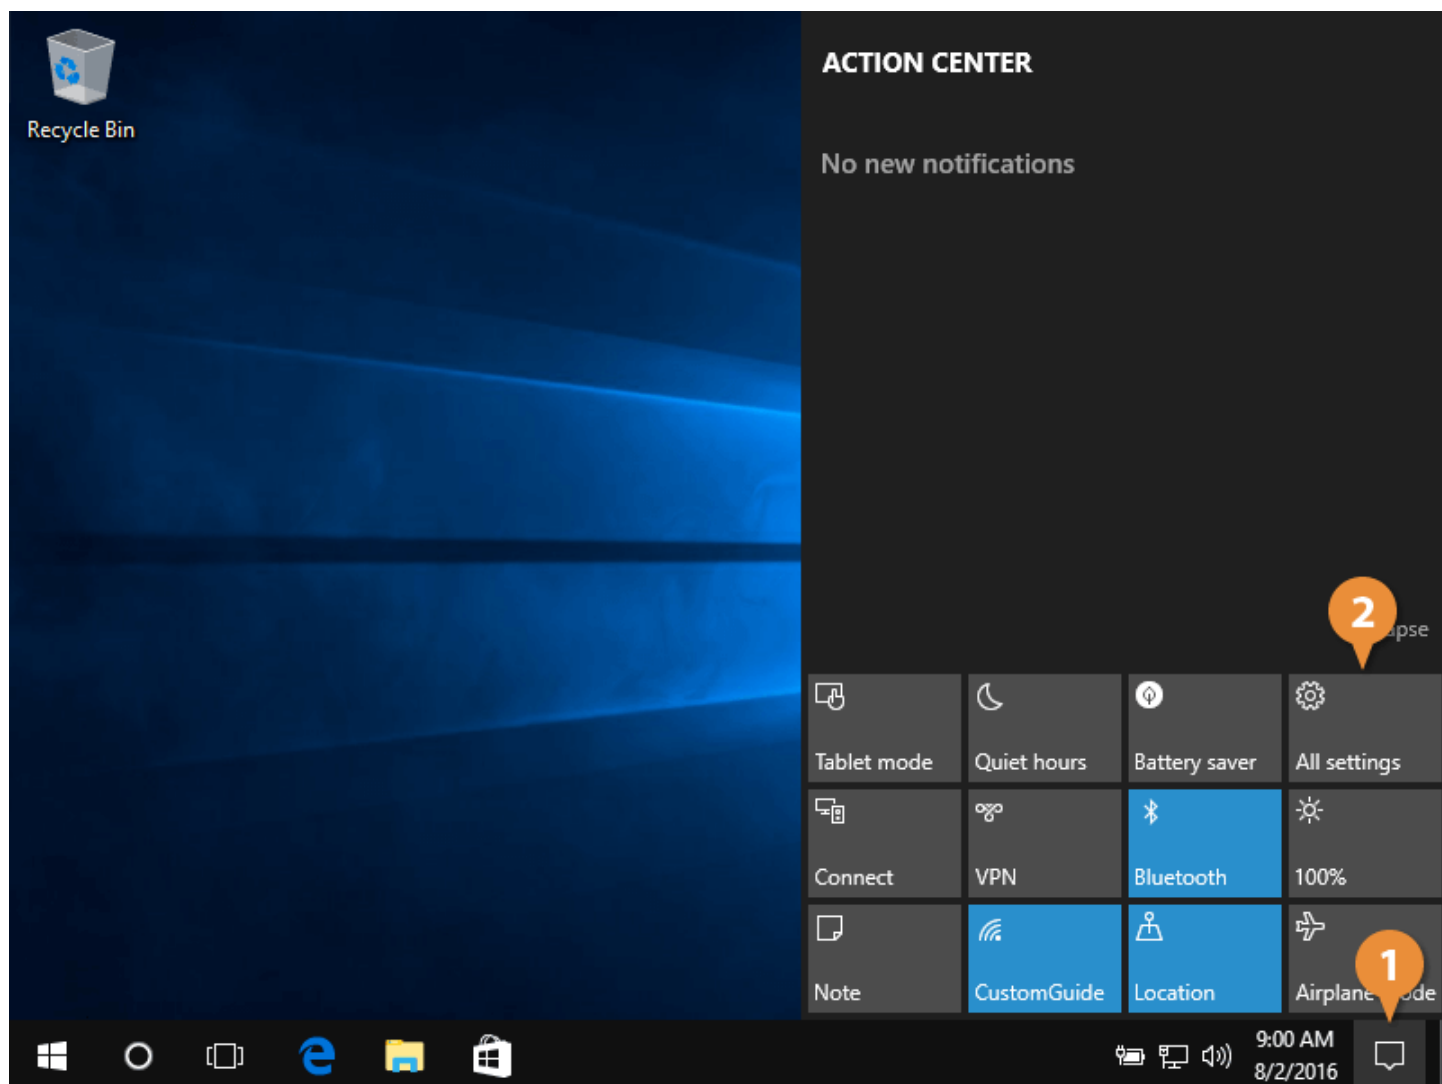 Recycle Bin
ACTION CENTER
No new notifications
2
Tablet mode
Quiet hours
Battery saver
All settings
Connect
VPN
Bluetooth
100%
Note
CustomGuide
Location
Airplane
1
9:00 AM
8/2/2016